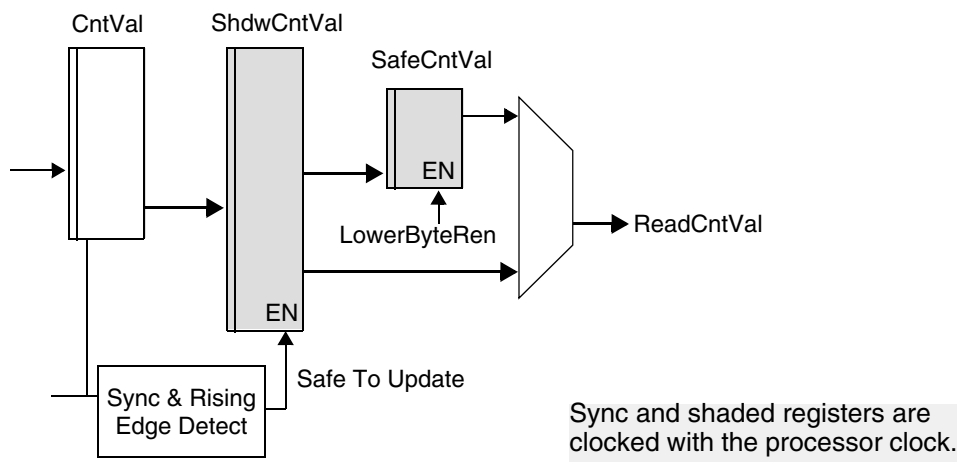 CntVal
ShdwCntVal
SafeCntVal
EN
LowerByteRen
ReadCntVal
EN
Safe To Update
Sync & Rising
Edge Detect
Sync and shaded registers are
clocked with the processor clock.